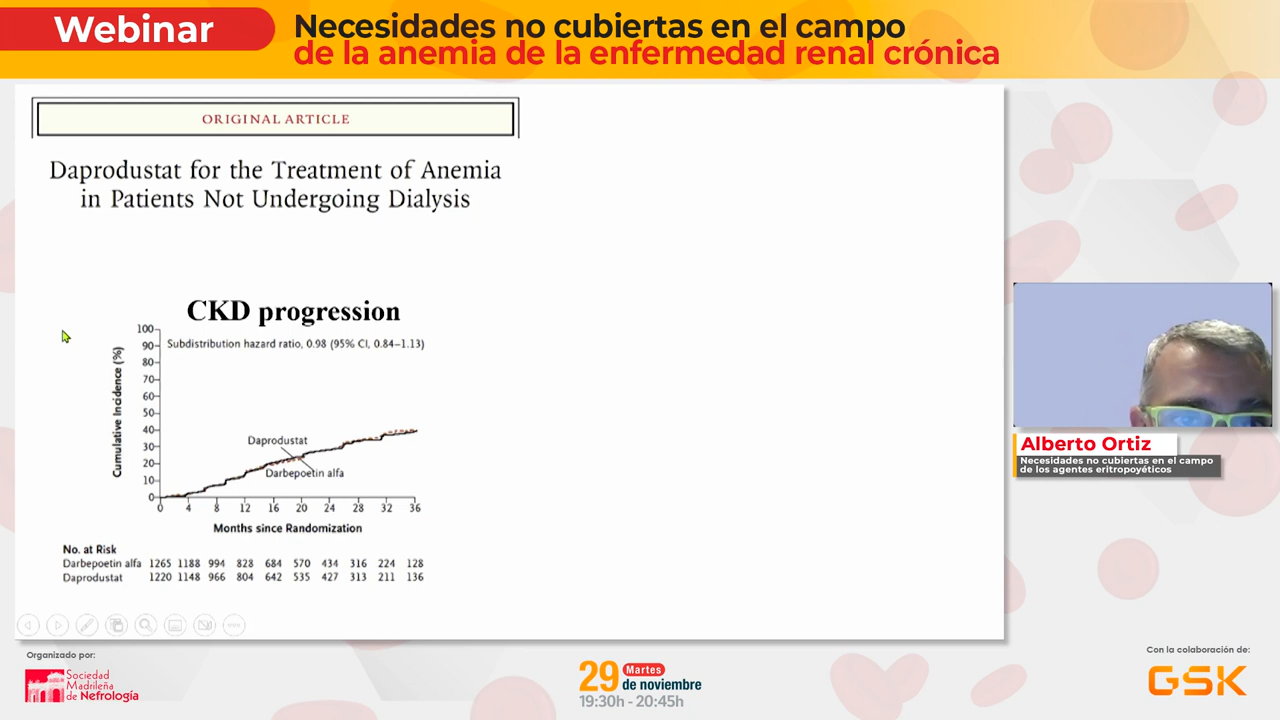 Webinar
Necesidades no cubiertas en el campo
de la anemia de la enfermedad renal crónica
ORIGINAL ARTICLE
Daprodustat for the Treatment of Anemia
in Patients Not Undergoing Dialysis
CKD progression
Subdistribution hazard ratio, 0.98 (95% CI, 0.84–1.13)
Cumulative Incidence (%)
100
90
80
70
60
50
40
30
20
10
0
Daprodustat
Darbepoetin alfa
0 4 8 12 16 20 24 28 32 36
Months since Randomization
No. at Risk
Darbepoetin alfa 1265 1188 994 828 684 570 434 316 224 128
Daprodustat 1220 1148 966 804 642 535 427 313 211 136
Alberto Ortiz
Necesidades no cubiertas en el campo
de los agentes eritropoyéticos
Organizado por:
Sociedad
Madrileña
de Nefrología
29 Martes
de noviembre
19:30h - 20:45h
Con la colaboración de:
GSK